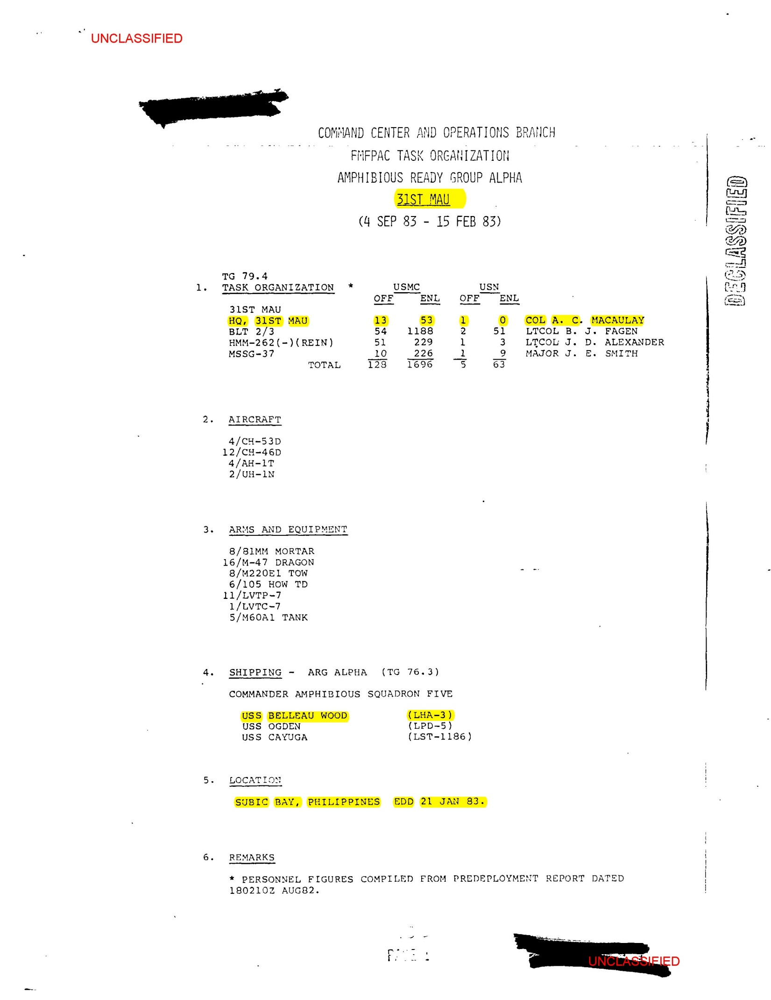 UNCLASSIFIED
COMMAND CENTER AND OPERATIONS BRANCH
FMFPAC TASK ORGANIZATION
AMPHIBIOUS READY GROUP ALPHA
31ST MAU
(4 SEP 83 - 15 FEB 83)
DECLASSIFIED
TG 79.4
1. TASK ORGANIZATION * USMC USN
OFF ENL OFF ENL
31ST MAU
HQ, 31ST MAU 13 53 1 0 COL A. C. MACAULAY
BLT 2/3 54 1188 2 51 LTCOL B. J. FAGEN
HMM-262(-)(REIN) 51 229 1 3 LTCOL J. D. ALEXANDER
MSSG-37 10 226 1 9 MAJOR J. E. SMITH
TOTAL 128 1696 5 63
2. AIRCRAFT
4/CH-53D
12/CH-46D
4/AH-1T
2/UH-1N
3. ARMS AND EQUIPMENT
8/81MM MORTAR
16/M-47 DRAGON
8/M220E1 TOW
6/105 HOW TD
11/LVTP-7
1/LVTC-7
5/M60A1 TANK
4. SHIPPING - ARG ALPHA (TG 76.3)
COMMANDER AMPHIBIOUS SQUADRON FIVE
USS BELLEAU WOOD (LHA-3)
USS OGDEN (LPD-5)
USS CAYUGA (LST-1186)
5. LOCATION
SUBIC BAY, PHILIPPINES EDD 21 JAN 83.
6. REMARKS
* PERSONNEL FIGURES COMPILED FROM PREDEPLOYMENT REPORT DATED
180210Z AUG82.
UNCLASSIFIED